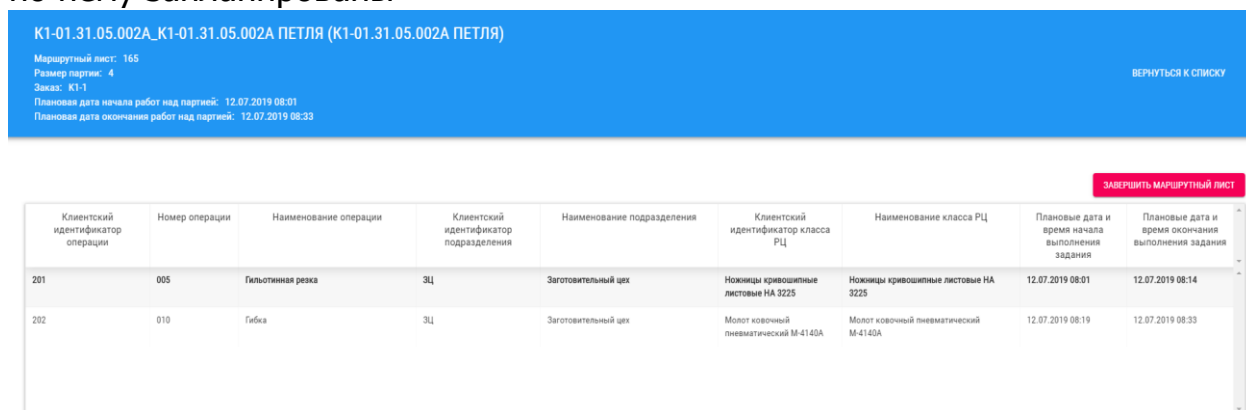 по нему запланированы
К1-01.31.05.002А_К1-01.31.05.002А ПЕТЛЯ (К1-01.31.05.002А ПЕТЛЯ)
Маршрутный лист: 165
Размер партии: 4
Заказ: К1-1
Плановая дата начала работ над партией: 12.07.2019 08:01
Плановая дата окончания работ над партией: 12.07.2019 08:33
ВЕРНУТЬСЯ К СПИСКУ
ЗАВЕРШИТЬ МАРШРУТНЫЙ ЛИСТ
Клиентский идентификатор операции
Номер операции
Наименование операции
Клиентский идентификатор подразделения
Наименование подразделения
Клиентский идентификатор класса РЦ
Наименование класса РЦ
Плановые дата и время начала выполнения задания
Плановые дата и время окончания выполнения задания
201 005 Гильотинная резка ЗЦ Заготовительный цех Ножницы кривошипные листовые НА 3225 Ножницы кривошипные листовые НА 3225 12.07.2019 08:01 12.07.2019 08:14
202 010 Гибка ЗЦ Заготовительный цех Молот ковочный пневматический М-4140А Молот ковочный пневматический М-4140А 12.07.2019 08:19 12.07.2019 08:33